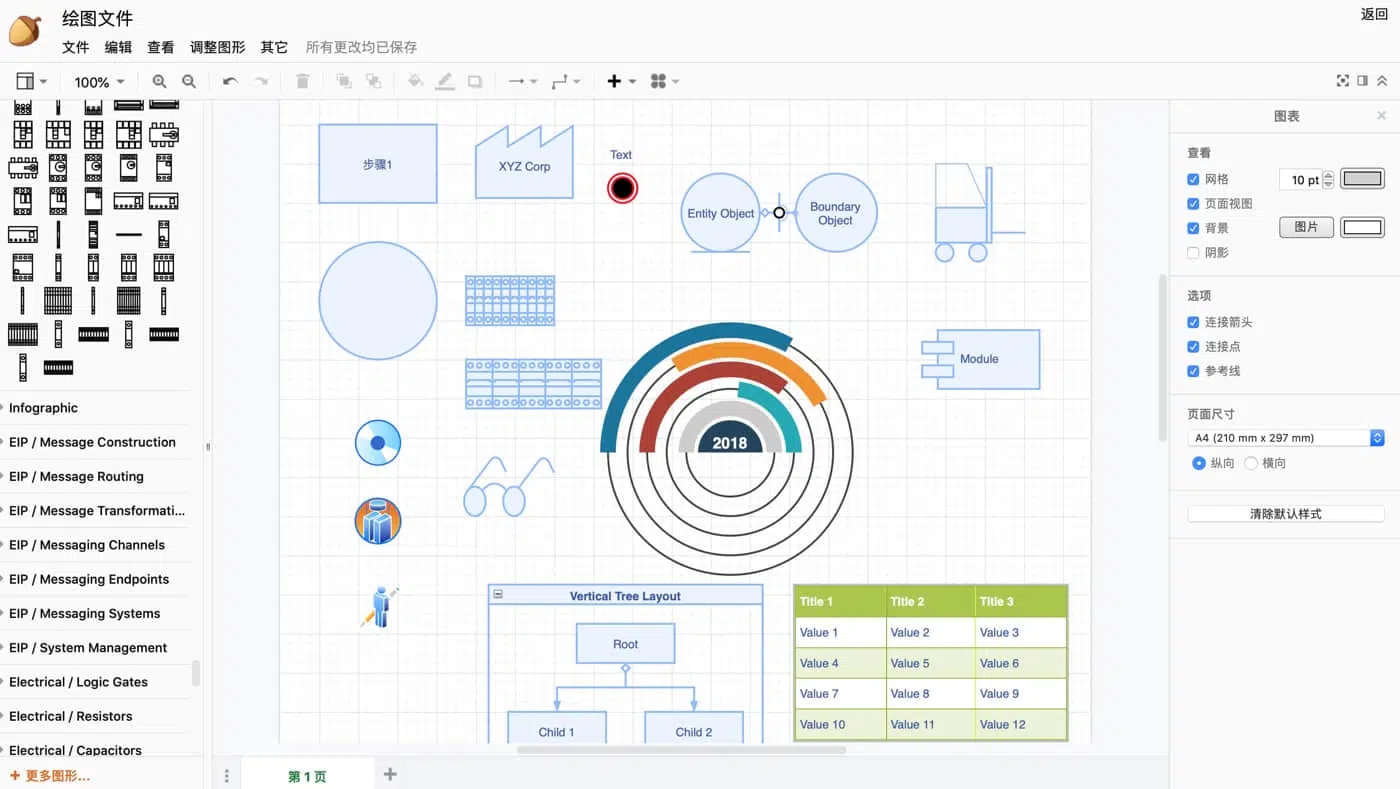 绘图文件
返回
文件 编辑 查看 调整图形 其它 所有更改均已保存
100%
Infographic
EIP / Message Construction
EIP / Message Routing
EIP / Message Transformati...
EIP / Messaging Channels
EIP / Messaging Endpoints
EIP / Messaging Systems
EIP / System Management
Electrical / Logic Gates
Electrical / Resistors
Electrical / Capacitors
+ 更多图形...
步骤1
XYZ Corp
Text
Entity Object
Boundary
Object
Module
2018
Vertical Tree Layout
Root
Child 1 Child 2
Title 1 Title 2 Title 3
Value 1 Value 2 Value 3
Value 4 Value 5 Value 6
Value 7 Value 8 Value 9
Value 10 Value 11 Value 12
第 1 页
图表
查看
网格 10 pt
页面视图
背景 图片
阴影
选项
连接箭头
连接点
参考线
页面尺寸
A4 (210 mm x 297 mm)
纵向 横向
清除默认样式